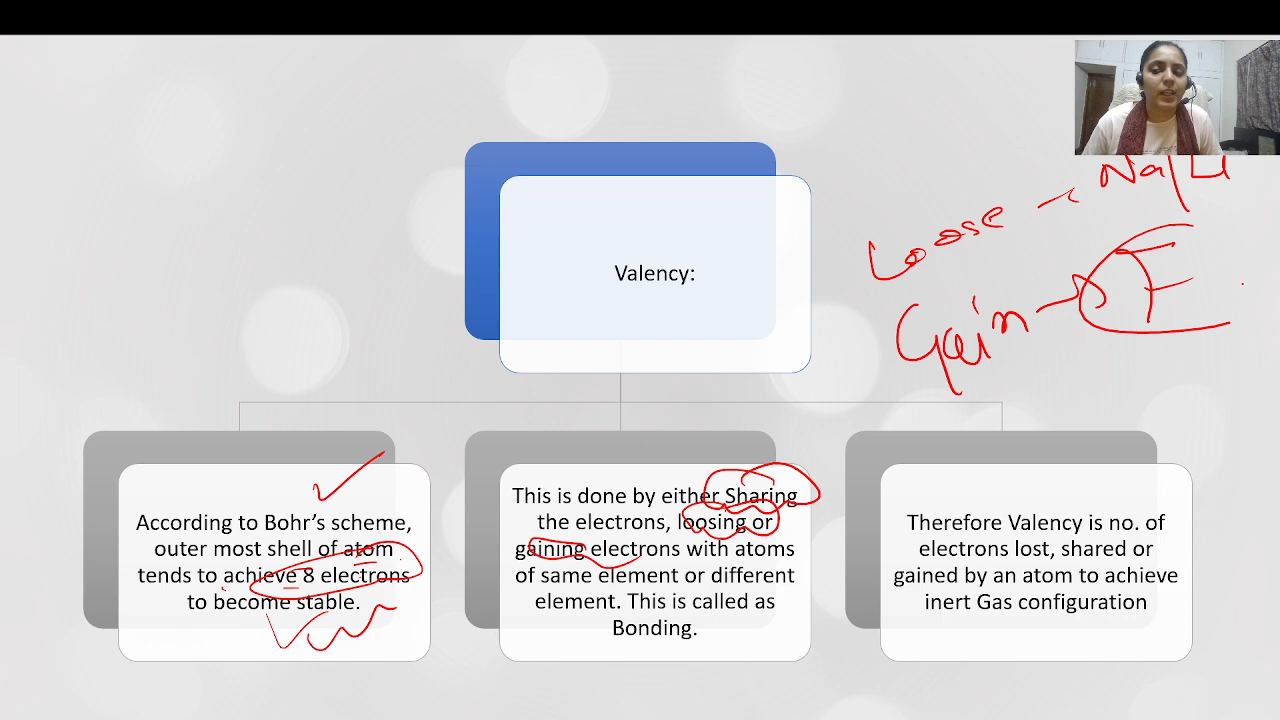 Valency:
Loose - Na/Li
Gain - F
According to Bohr's scheme,
outer most shell of atom
tends to achieve 8 electrons
to become stable.
This is done by either Sharing
the electrons, loosing or
gaining electrons with atoms
of same element or different
element. This is called as
Bonding.
Therefore Valency is no. of
electrons lost, shared or
gained by an atom to achieve
inert Gas configuration